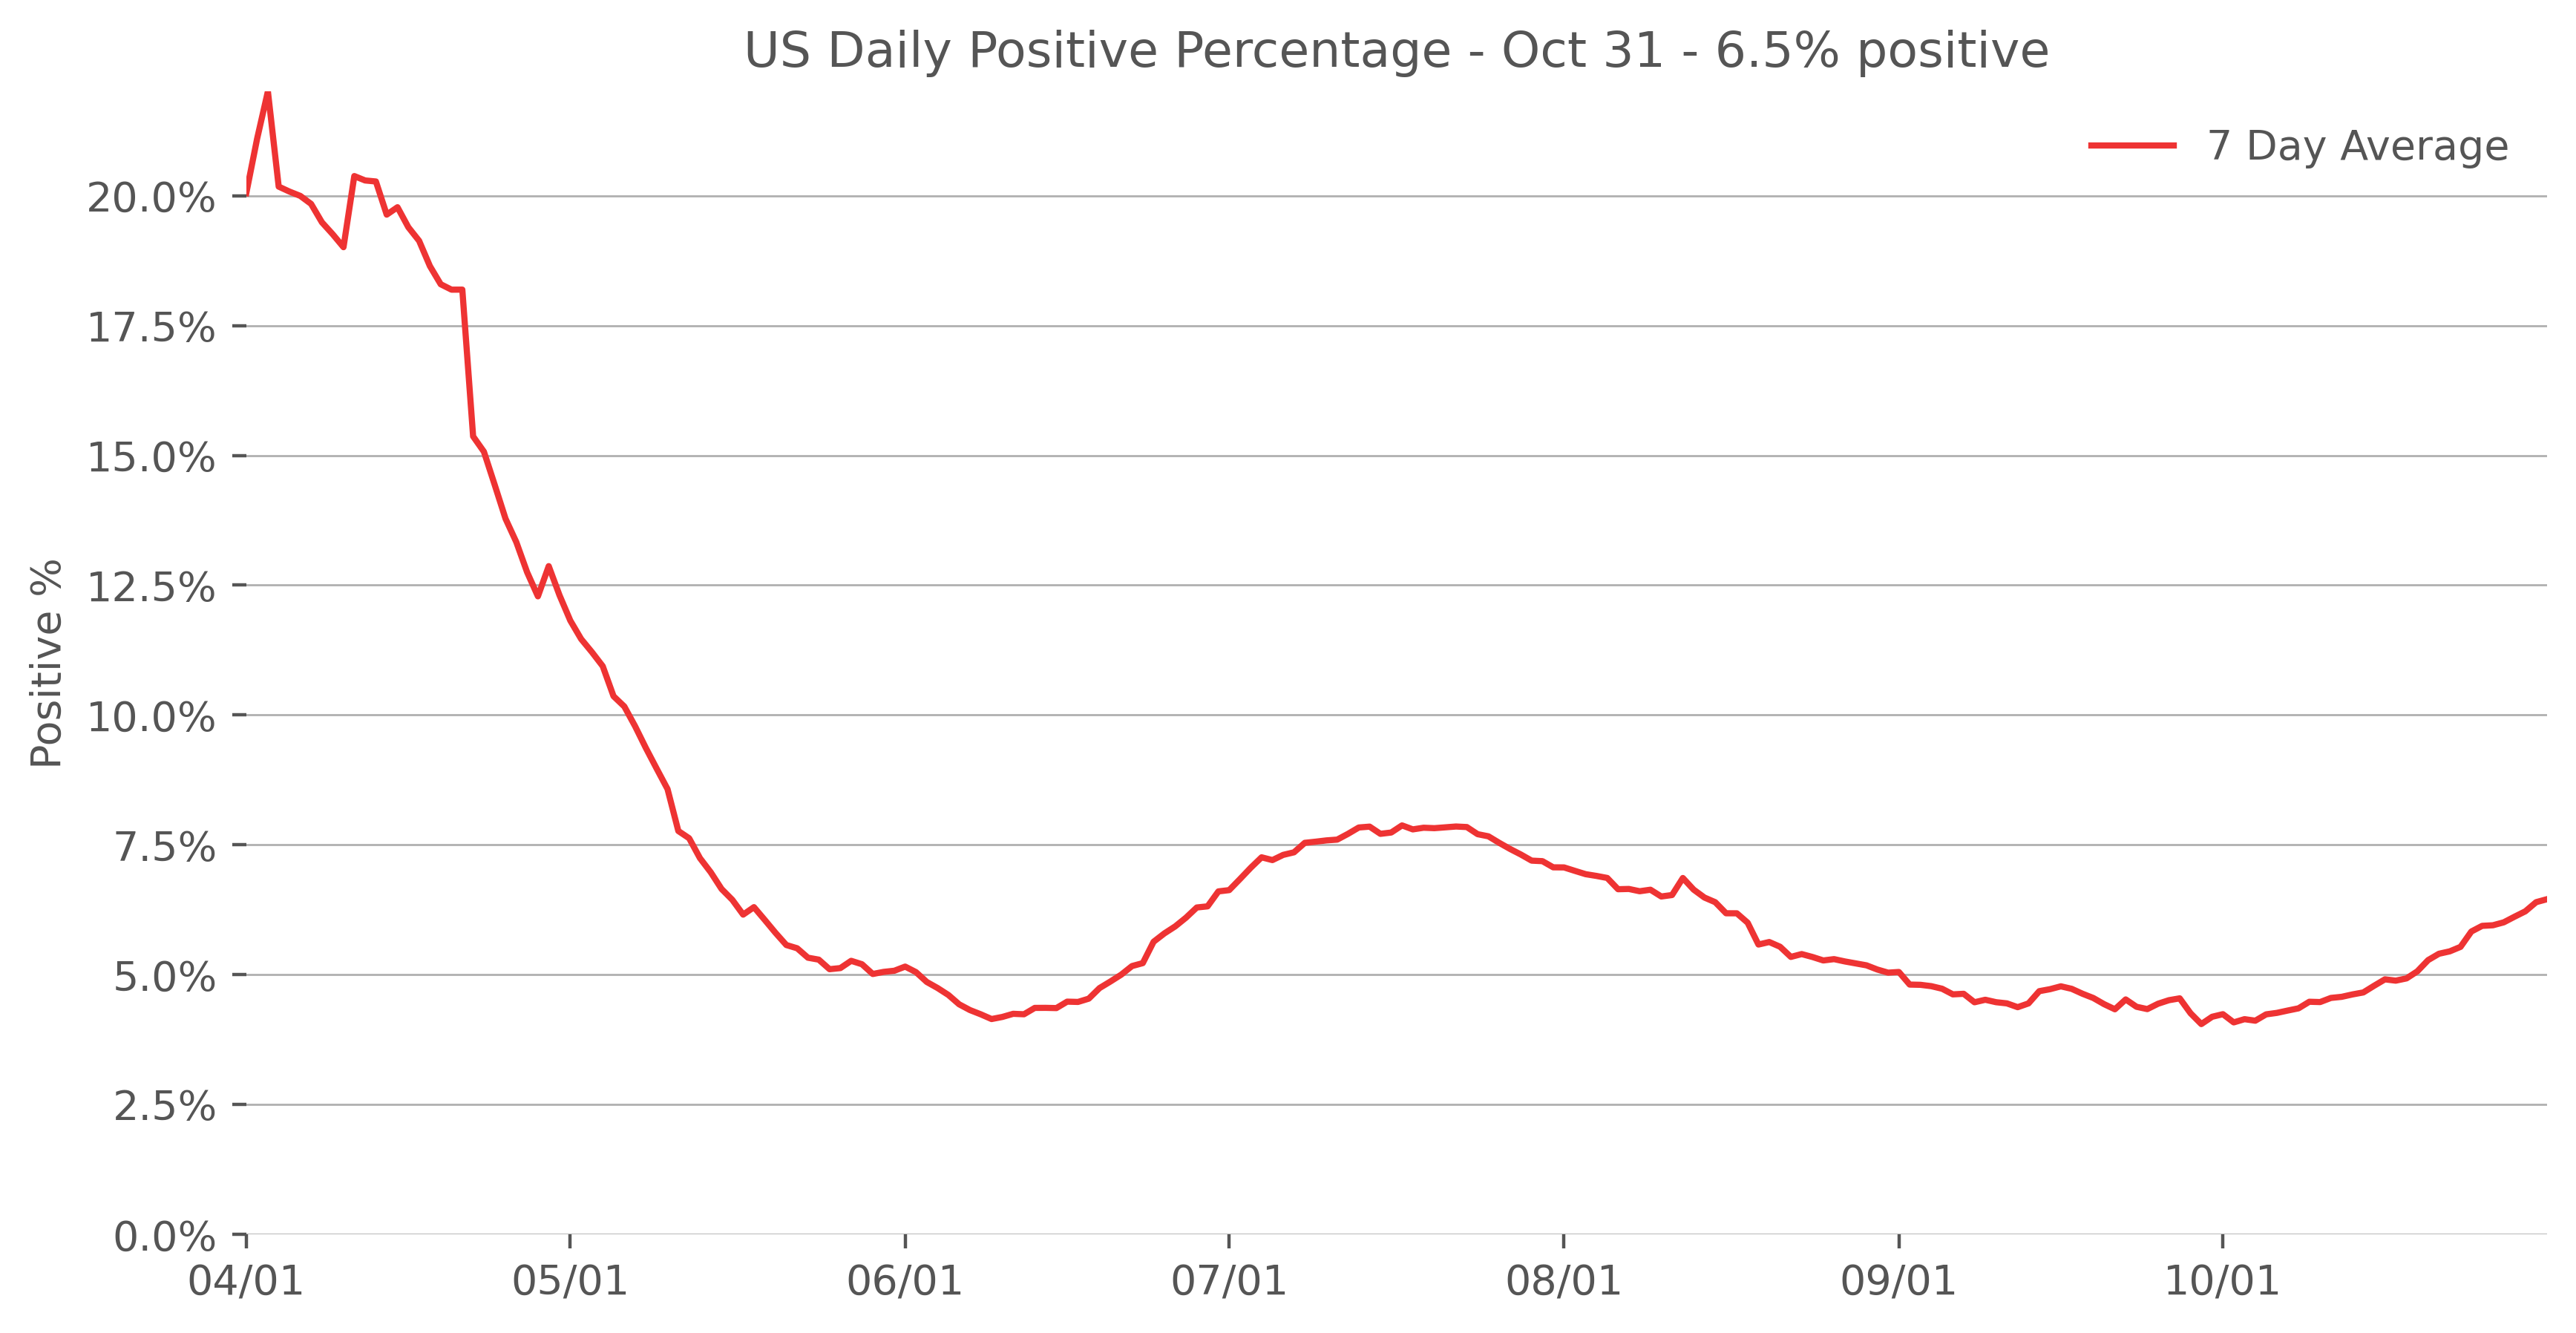 US Daily Positive Percentage - Oct 31 - 6.5% positive
7 Day Average
Positive %
20.0%
17.5%
15.0%
12.5%
10.0%
7.5%
5.0%
2.5%
0.0%
04/01 05/01 06/01 07/01 08/01 09/01 10/01